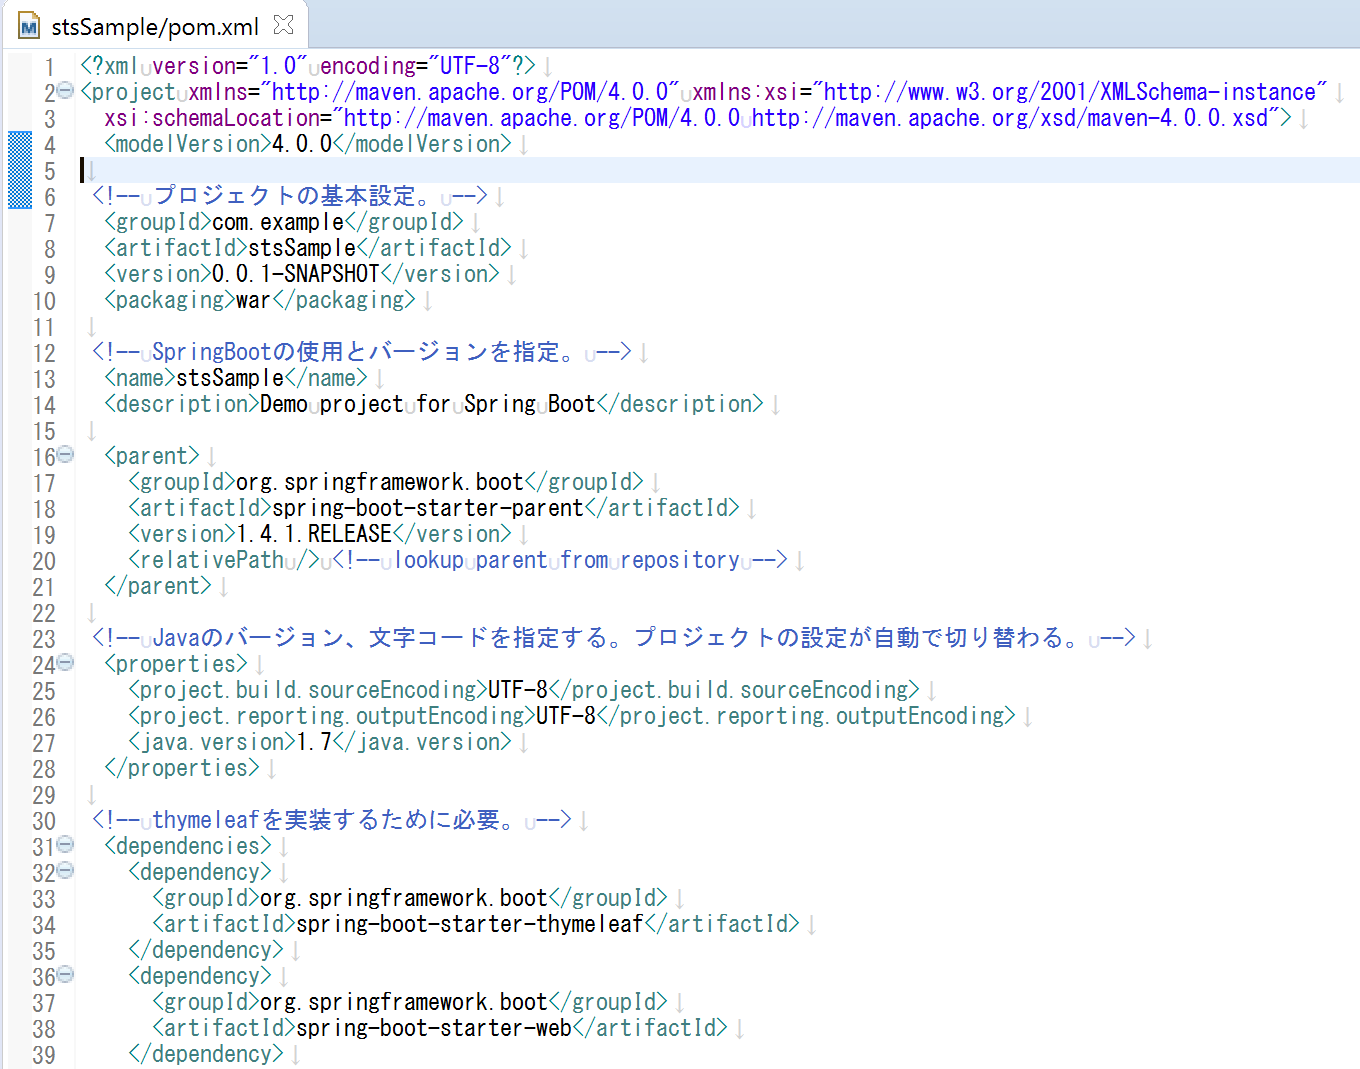 stsSample/pom.xml
1 <?xml version="1.0" encoding="UTF-8"?>
2 <project xmlns="http://maven.apache.org/POM/4.0.0" xmlns:xsi="http://www.w3.org/2001/XMLSchema-instance"
3 xsi:schemaLocation="http://maven.apache.org/POM/4.0.0 http://maven.apache.org/xsd/maven-4.0.0.xsd">
4 <modelVersion>4.0.0</modelVersion>
5
6 <!-- プロジェクトの基本設定。 -->
7 <groupId>com.example</groupId>
8 <artifactId>stsSample</artifactId>
9 <version>0.0.1-SNAPSHOT</version>
10 <packaging>war</packaging>
11
12 <!-- SpringBootの使用とバージョンを指定。 -->
13 <name>stsSample</name>
14 <description>Demo project for Spring Boot</description>
15
16 <parent>
17 <groupId>org.springframework.boot</groupId>
18 <artifactId>spring-boot-starter-parent</artifactId>
19 <version>1.4.1.RELEASE</version>
20 <relativePath /> <!-- lookup parent from repository -->
21 </parent>
22
23 <!-- Javaのバージョン、文字コードを指定する。プロジェクトの設定が自動で切り替わる。 -->
24 <properties>
25 <project.build.sourceEncoding>UTF-8</project.build.sourceEncoding>
26 <project.reporting.outputEncoding>UTF-8</project.reporting.outputEncoding>
27 <java.version>1.7</java.version>
28 </properties>
29
30 <!-- thymeleafを実装するために必要。 -->
31 <dependencies>
32 <dependency>
33 <groupId>org.springframework.boot</groupId>
34 <artifactId>spring-boot-starter-thymeleaf</artifactId>
35 </dependency>
36 <dependency>
37 <groupId>org.springframework.boot</groupId>
38 <artifactId>spring-boot-starter-web</artifactId>
39 </dependency>